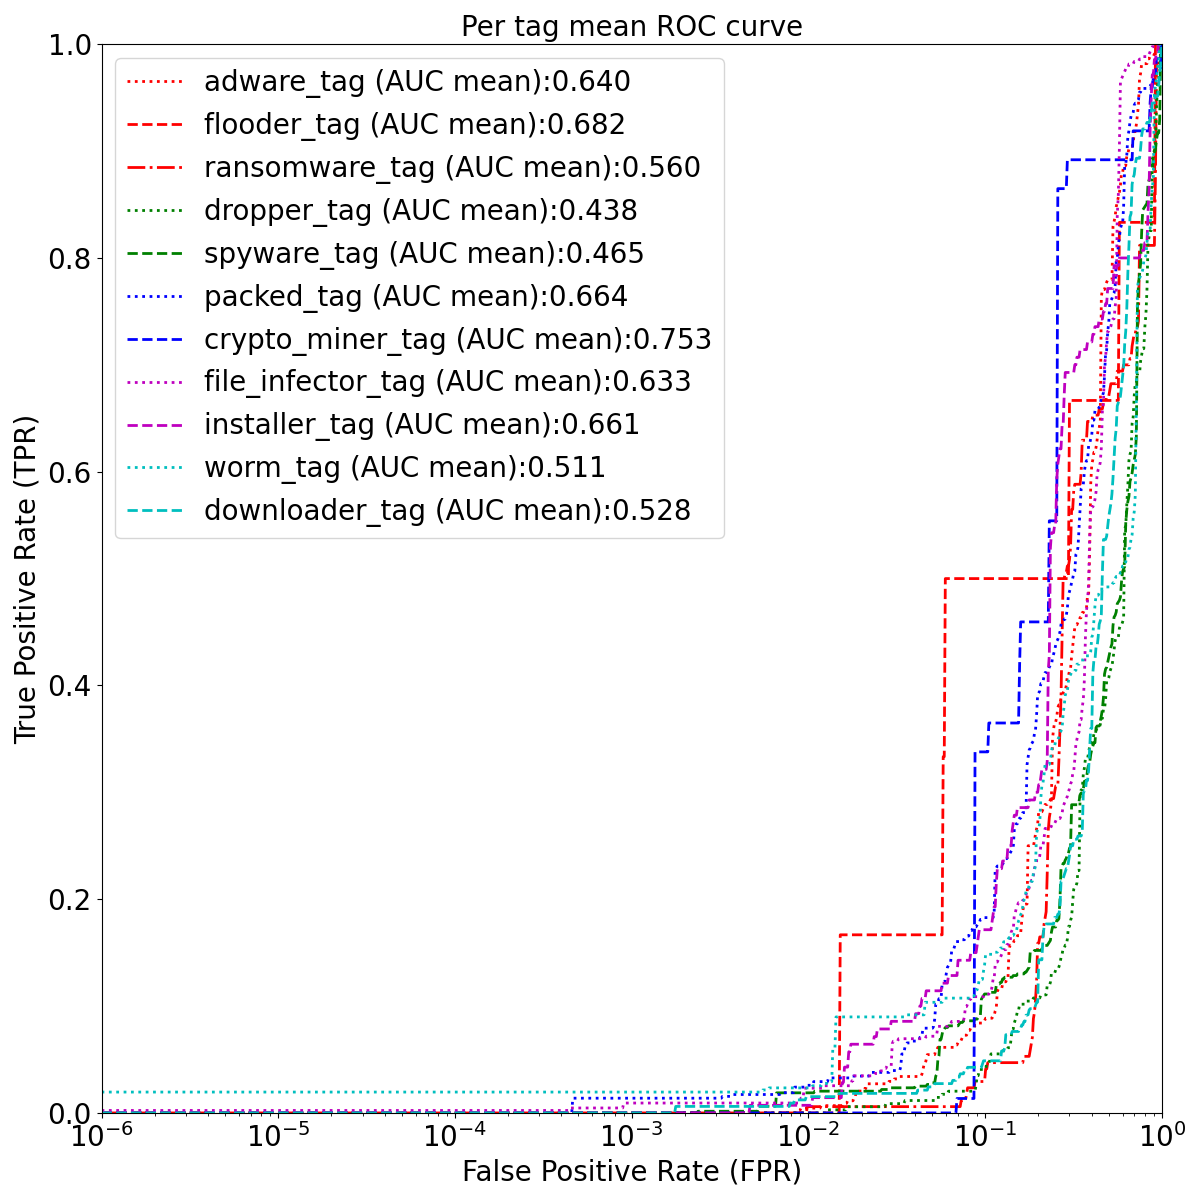 Per tag mean ROC curve
1.0
0.8
0.6
0.4
0.2
0.0
True Positive Rate (TPR)
adware_tag (AUC mean):0.640
flooder_tag (AUC mean):0.682
ransomware_tag (AUC mean):0.560
dropper_tag (AUC mean):0.438
spyware_tag (AUC mean):0.465
packed_tag (AUC mean):0.664
crypto_miner_tag (AUC mean):0.753
file_infector_tag (AUC mean):0.633
installer_tag (AUC mean):0.661
worm_tag (AUC mean):0.511
downloader_tag (AUC mean):0.528
10⁻⁶ 10⁻⁵ 10⁻⁴ 10⁻³ 10⁻² 10⁻¹ 10⁰
False Positive Rate (FPR)